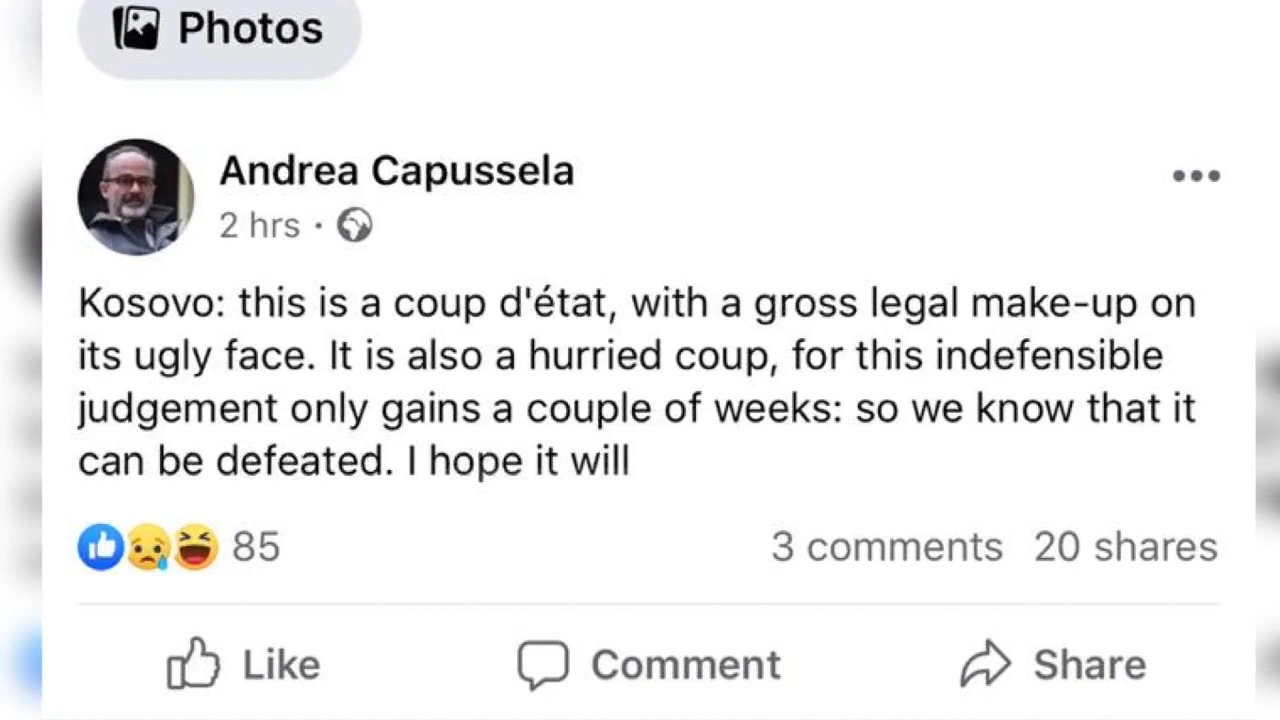 Photos
Andrea Capussela
2 hrs ·
Kosovo: this is a coup d'état, with a gross legal make-up on
its ugly face. It is also a hurried coup, for this indefensible
judgement only gains a couple of weeks: so we know that it
can be defeated. I hope it will
85 3 comments 20 shares
Like Comment Share